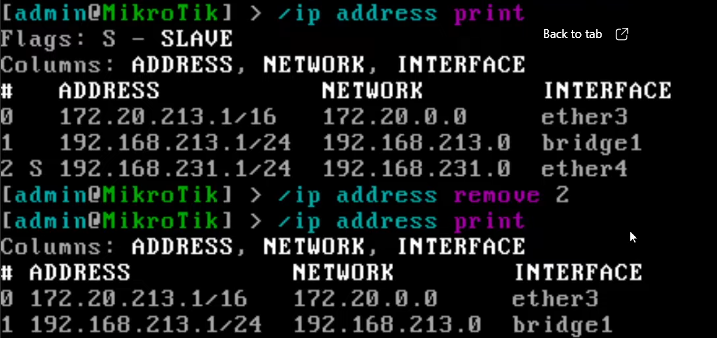 [admin@MikroTik] > /ip address print
Back to tab
Flags: S - SLAVE
Columns: ADDRESS, NETWORK, INTERFACE
#   ADDRESS            NETWORK         INTERFACE
0   172.20.213.1/16    172.20.0.0      ether3
1   192.168.213.1/24   192.168.213.0   bridge1
2 S 192.168.231.1/24   192.168.231.0   ether4
[admin@MikroTik] > /ip address remove 2
[admin@MikroTik] > /ip address print
Columns: ADDRESS, NETWORK, INTERFACE
# ADDRESS            NETWORK         INTERFACE
0 172.20.213.1/16    172.20.0.0      ether3
1 192.168.213.1/24   192.168.213.0   bridge1